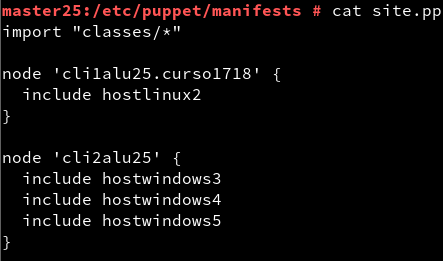 master25:/etc/puppet/manifests # cat site.pp
import "classes/*"

node 'cli1alu25.curso1718' {
  include hostlinux2
}

node 'cli2alu25' {
  include hostwindows3
  include hostwindows4
  include hostwindows5
}